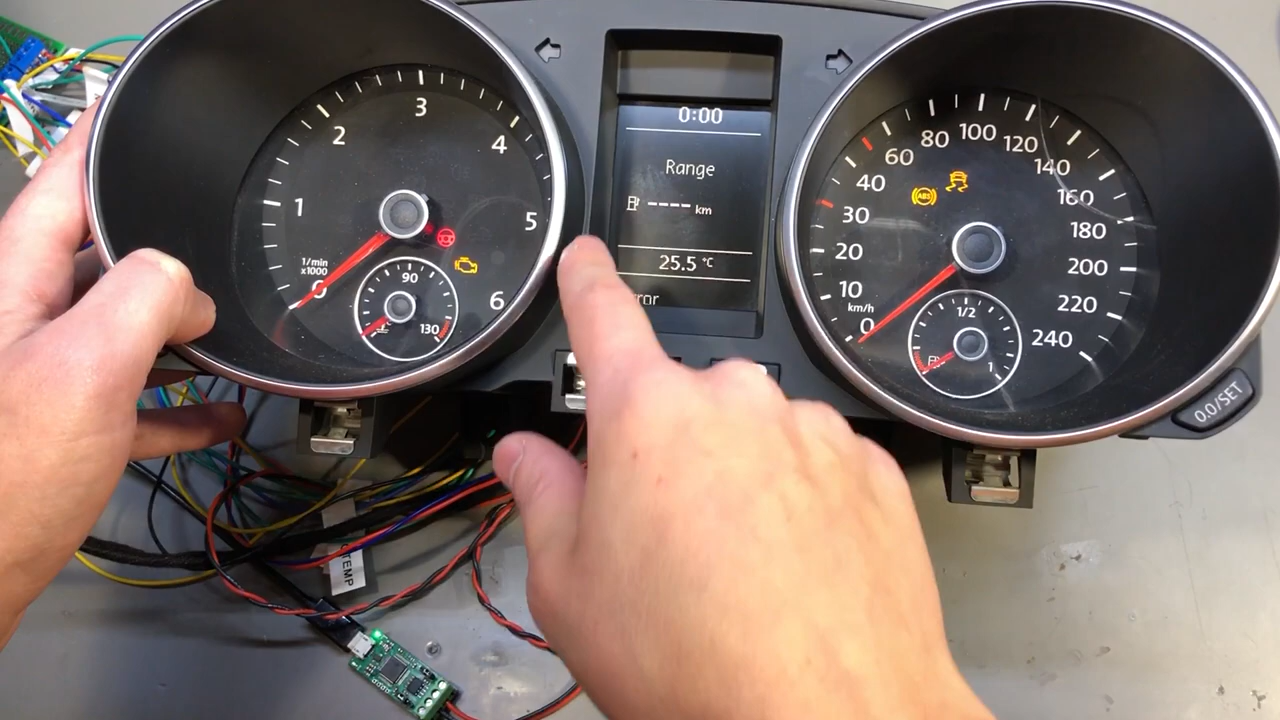 1/min
x1000
0
1
2
3
4
5
6
90
130
0:00
Range
---- km
25.5 °C
rror
km/h
0
10
20
30
40
60
80
100
120
140
160
180
200
220
240
ABS
1/2
1
0.0/SET
TEMP